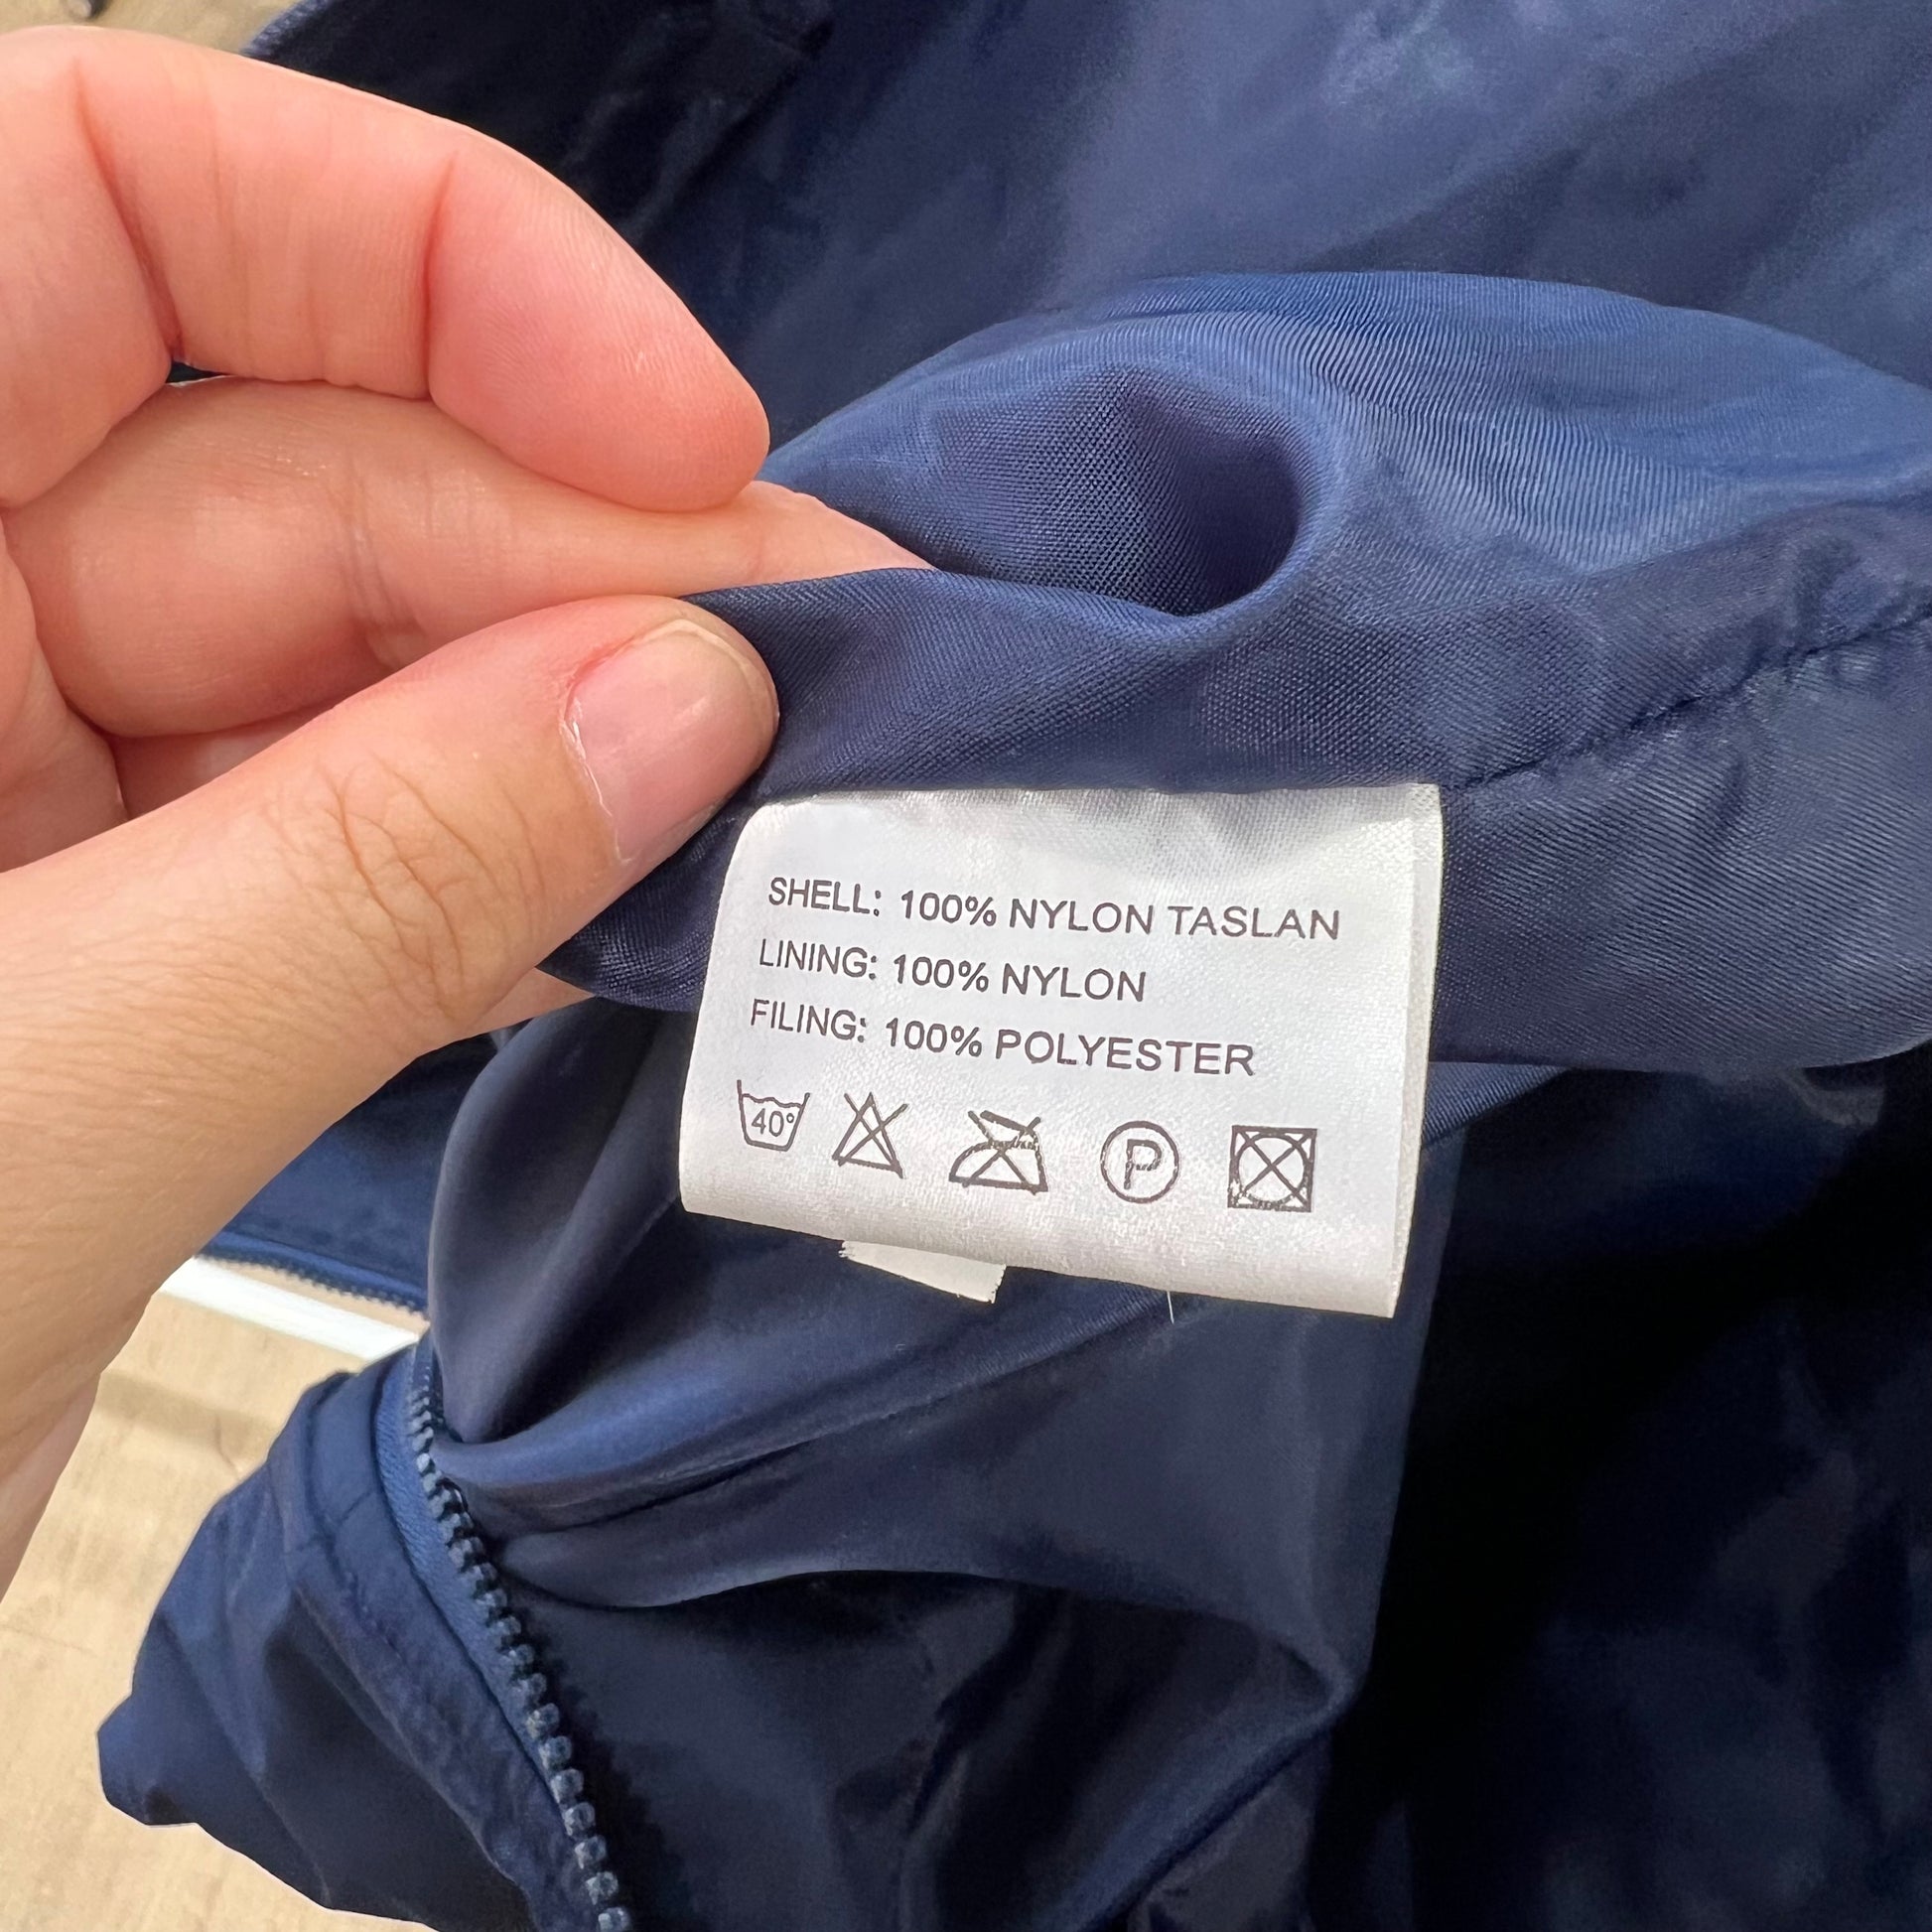 SHELL: 100% NYLON TASLAN
LINING: 100% NYLON
FILING: 100% POLYESTER
40° P